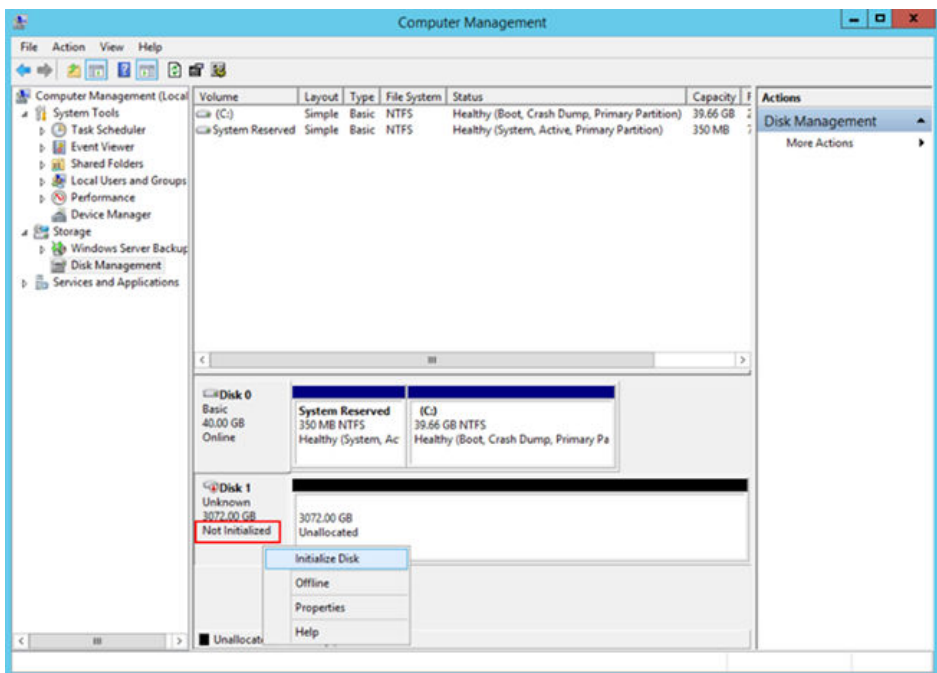 Computer Management
File Action View Help
Computer Management (Local
System Tools
Task Scheduler
Event Viewer
Shared Folders
Local Users and Groups
Performance
Device Manager
Storage
Windows Server Backup
Disk Management
Services and Applications
Volume Layout Type File System Status Capacity F
(C:) Simple Basic NTFS Healthy (Boot, Crash Dump, Primary Partition) 39.66 GB
System Reserved Simple Basic NTFS Healthy (System, Active, Primary Partition) 350 MB
Actions
Disk Management
More Actions
Disk 0
Basic
40.00 GB
Online
System Reserved
350 MB NTFS
Healthy (System, Ac
(C:)
39.66 GB NTFS
Healthy (Boot, Crash Dump, Primary Pa
Disk 1
Unknown
3072.00 GB
Not Initialized
3072.00 GB
Unallocated
Initialize Disk
Offline
Properties
Help
Unallocat